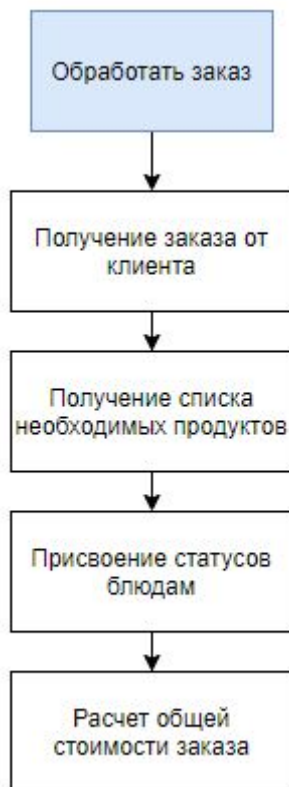 Обработать заказ
Получение заказа от
клиента
Получение списка
необходимых продуктов
Присвоение статусов
блюдам
Расчет общей
стоимости заказа